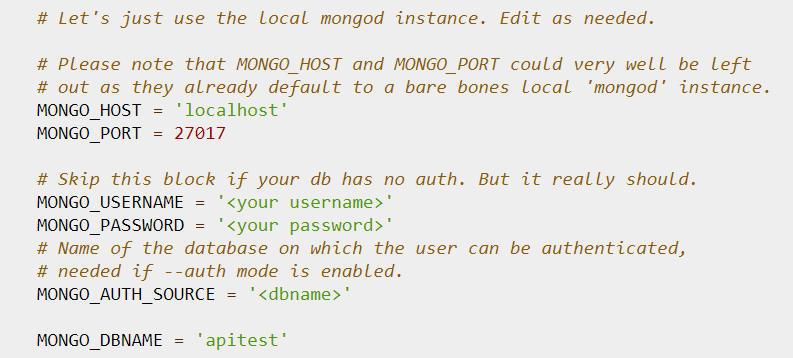 # Let's just use the local mongod instance. Edit as needed.
# Please note that MONGO_HOST and MONGO_PORT could very well be left
# out as they already default to a bare bones local 'mongod' instance.
MONGO_HOST = 'localhost'
MONGO_PORT = 27017
# Skip this block if your db has no auth. But it really should.
MONGO_USERNAME = '<your username>'
MONGO_PASSWORD = '<your password>'
# Name of the database on which the user can be authenticated,
# needed if --auth mode is enabled.
MONGO_AUTH_SOURCE = '<dbname>'
MONGO_DBNAME = 'apitest'